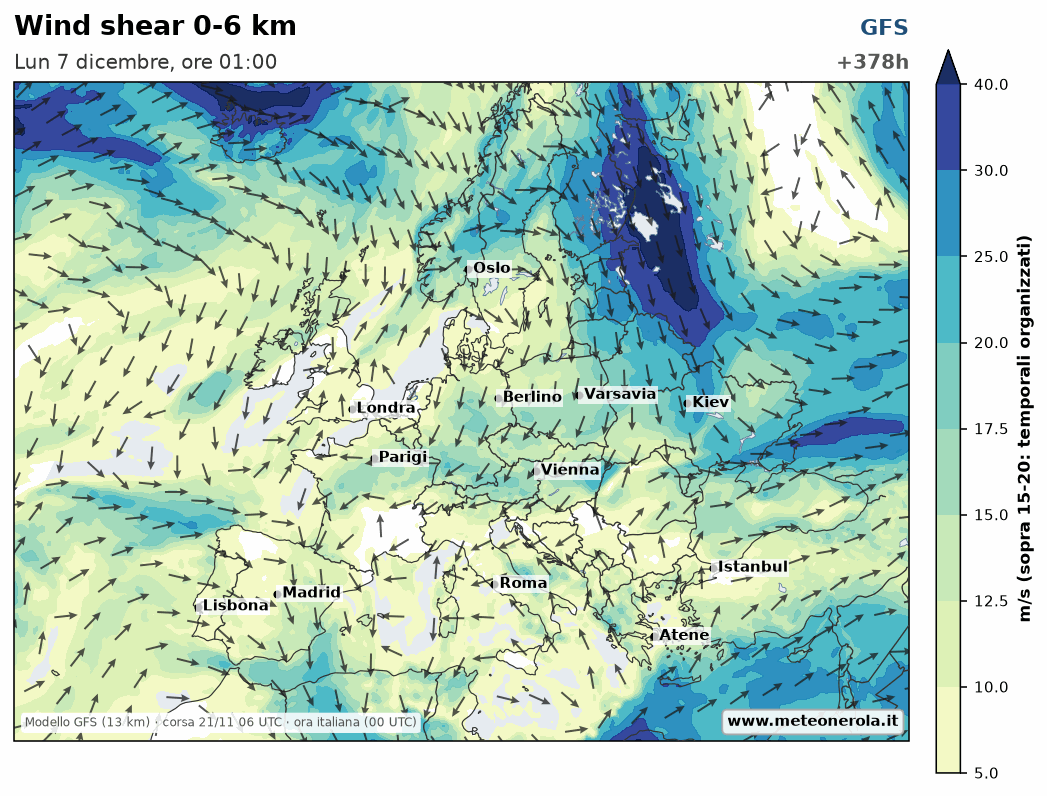 Wind shear 0-6 km
GFS
Lun 7 dicembre, ore 01:00
+378h
40.0
30.0
25.0
20.0
17.5
15.0
12.5
10.0
5.0
m/s (sopra 15-20: temporali organizzati)
Oslo
Berlino
Varsavia
Kiev
Londra
Parigi
Vienna
Istanbul
Roma
Madrid
Lisbona
Atene
Modello GFS (13 km) · corsa 21/11 06 UTC · ora italiana (00 UTC)
www.meteonerola.it